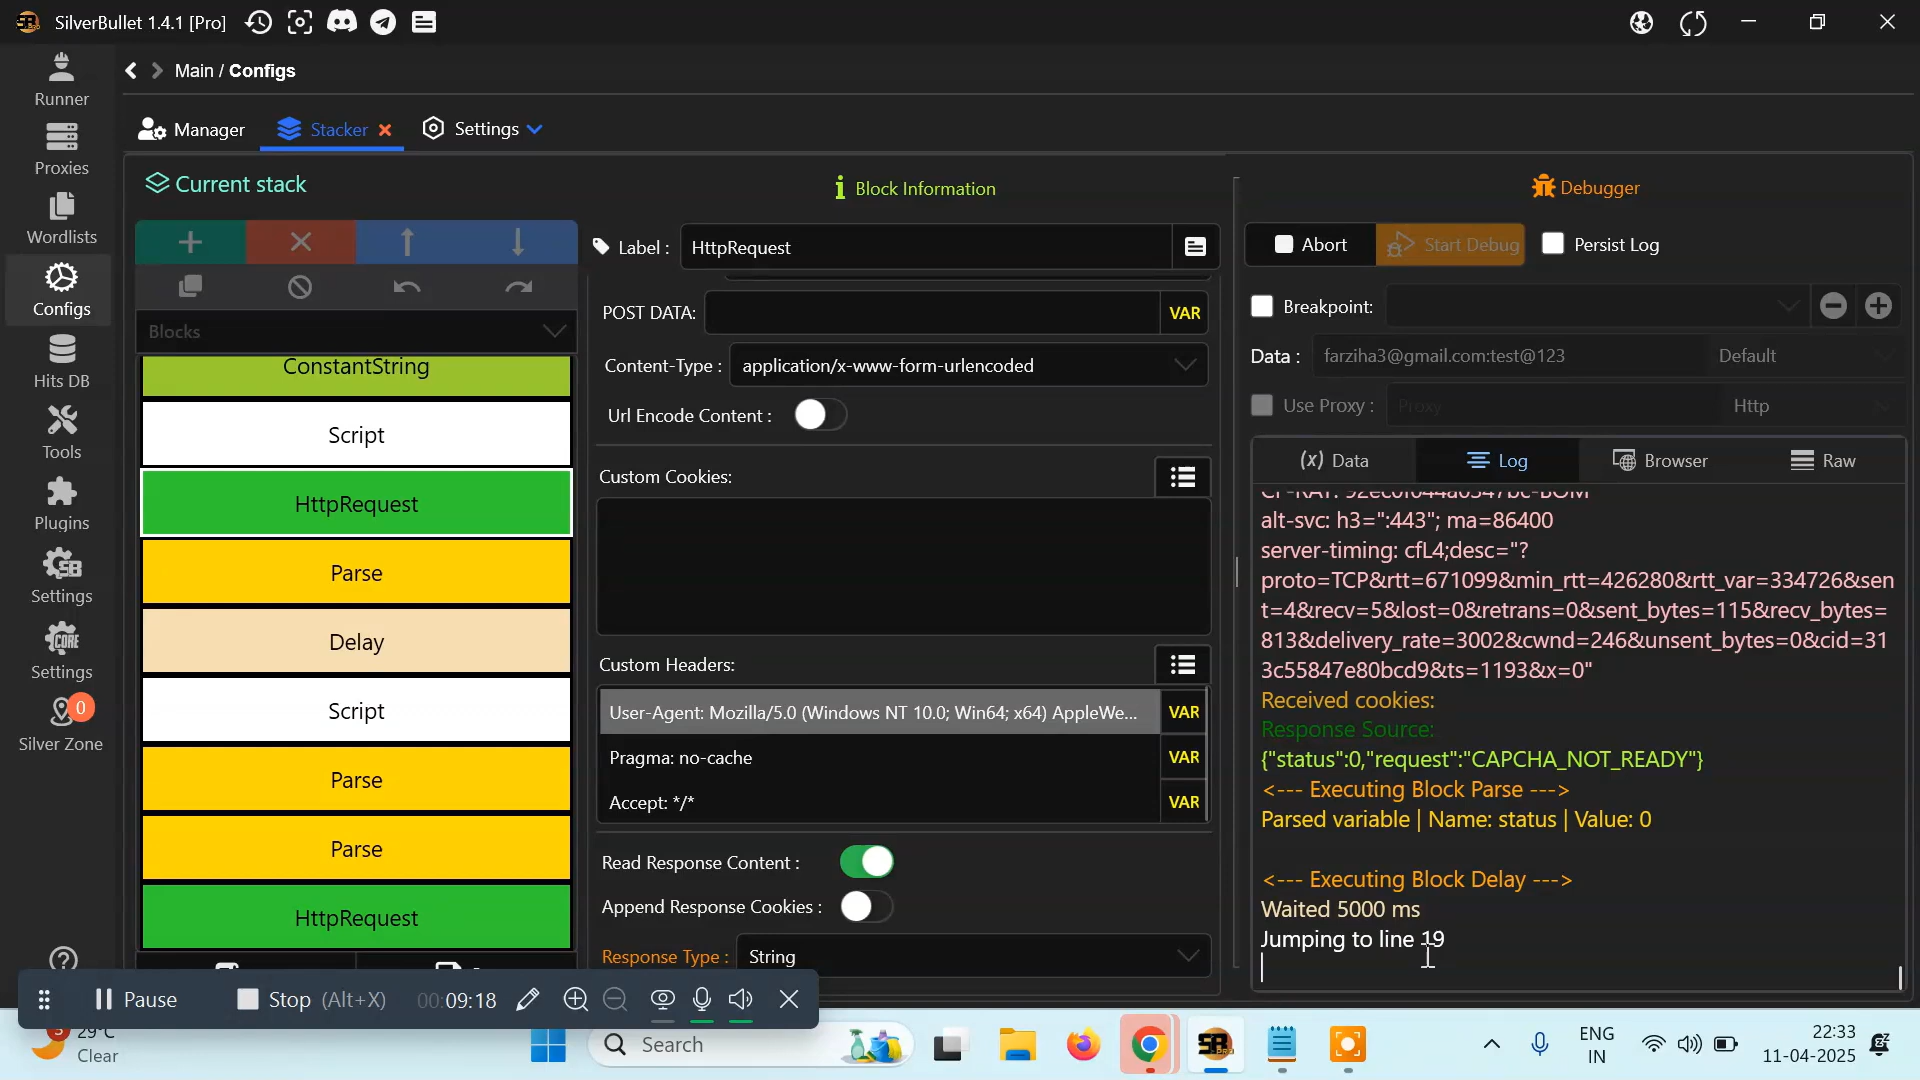 SilverBullet 1.4.1 [Pro]
Main / Configs
Runner
Proxies
Wordlists
Configs
Hits DB
Tools
Plugins
Settings
Settings
0
Silver Zone
Manager
Stacker
Settings
Current stack
Blocks
ConstantString
Script
HttpRequest
Parse
Delay
Script
Parse
Parse
HttpRequest
Block Information
Label :
HttpRequest
POST DATA:
VAR
Content-Type :
application/x-www-form-urlencoded
Url Encode Content :
Custom Cookies:
Custom Headers:
User-Agent: Mozilla/5.0 (Windows NT 10.0; Win64; x64) AppleWe...
VAR
Pragma: no-cache
VAR
Accept: */*
VAR
Read Response Content :
Append Response Cookies :
Response Type :
String
Debugger
Abort
Start Debug
Persist Log
Breakpoint:
Data :
farziha3@gmail.com:test@123
Default
Use Proxy :
Proxy
Http
(x) Data
Log
Browser
Raw
alt-svc: h3=":443"; ma=86400
server-timing: cfL4;desc="?
proto=TCP&rtt=671099&min_rtt=426280&rtt_var=334726&sen
t=4&recv=5&lost=0&retrans=0&sent_bytes=115&recv_bytes=
813&delivery_rate=3002&cwnd=246&unsent_bytes=0&cid=31
3c55847e80bcd9&ts=1193&x=0"
Received cookies:
Response Source:
{"status":0,"request":"CAPCHA_NOT_READY"}
<--- Executing Block Parse --->
Parsed variable | Name: status | Value: 0
<--- Executing Block Delay --->
Waited 5000 ms
Jumping to line 19
Pause
Stop (Alt+X)
00:09:18
29°C
Clear
Search
ENG
IN
22:33
11-04-2025